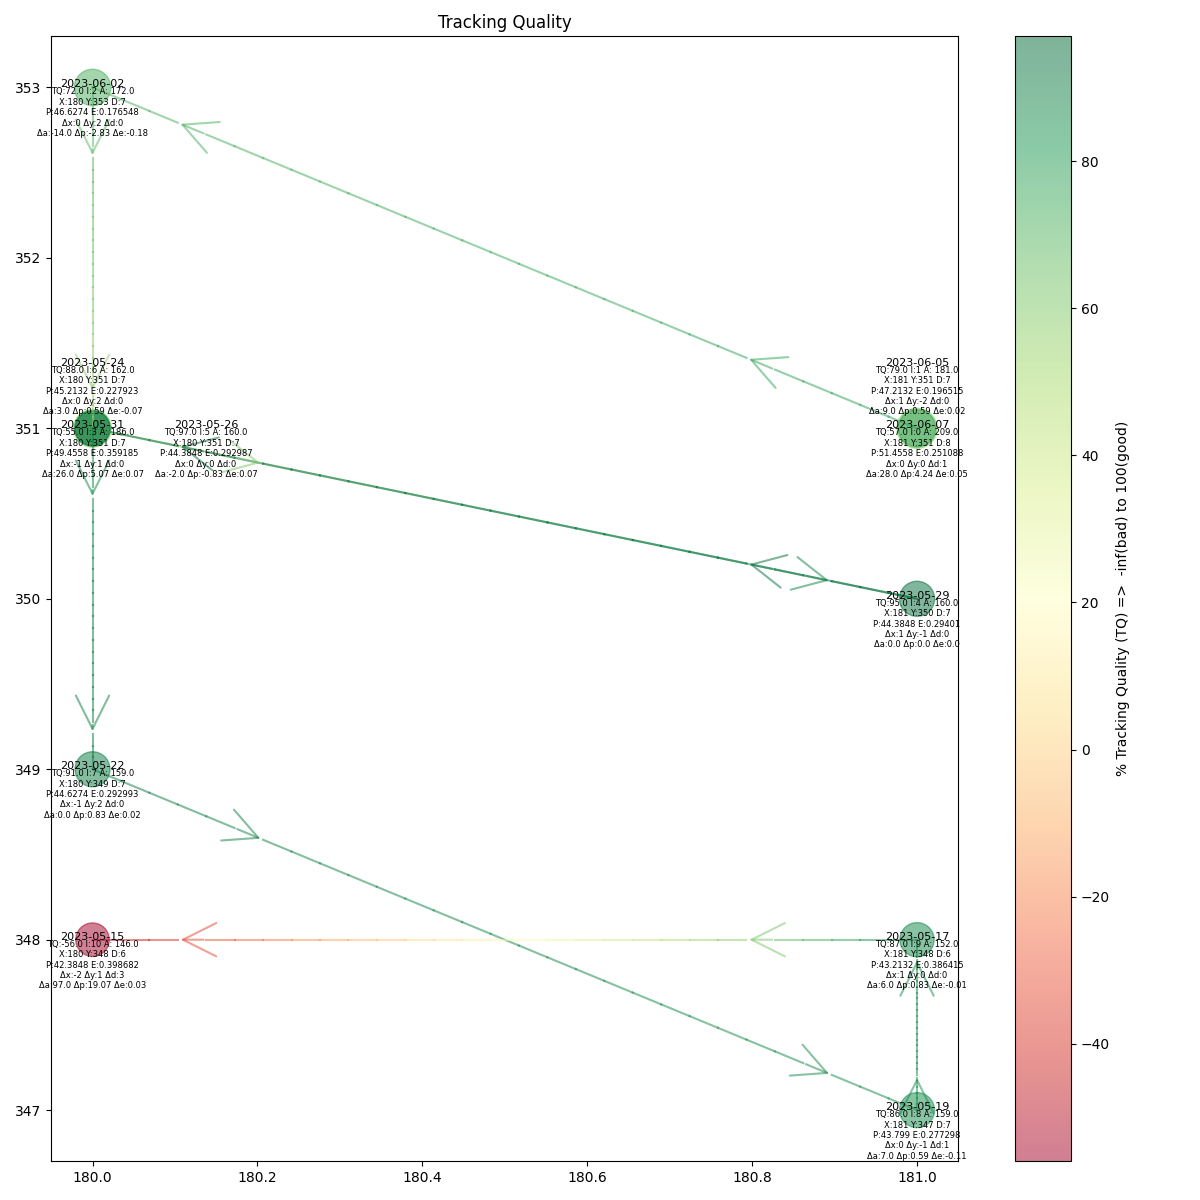 Tracking Quality
353
352
351
350
349
348
347
180.0
180.2
180.4
180.6
180.8
181.0
2023-06-02
TQ:72.0 I:2 A: 172.0
X:180 Y:353 D:7
P:46.6274 E:0.176548
Δx:0 Δy:2 Δd:0
Δa:-14.0 Δp:-2.83 Δe:-0.18
2023-05-24
TQ:88.0 I:6 A: 162.0
X:180 Y:351 D:7
P:45.2132 E:0.227923
Δx:0 Δy:2 Δd:0
Δa:3.0 Δp:0.59 Δe:-0.07
2023-05-31
I:3 A: 186.0
X:180 Y:351 D:7
P:49.4558 E:0.359185
Δx:-1 Δy:1 Δd:0
Δa:26.0 Δp:5.07 Δe:0.07
2023-05-26
TQ:97.0 I:5 A: 160.0
X:180 Y:351 D:7
P:44.3848 E:0.292987
Δx:0 Δy:0 Δd:0
Δa:-2.0 Δp:-0.83 Δe:0.07
2023-06-05
TQ:79.0 I:1 A: 181.0
X:181 Y:351 D:7
P:47.2132 E:0.196515
Δx:1 Δy:-2 Δd:0
Δa:9.0 Δp:0.59 Δe:0.02
2023-06-07
TQ:57.0 I:0 A: 209.0
X:181 Y:351 D:8
P:51.4558 E:0.251088
Δx:0 Δy:0 Δd:1
Δa:28.0 Δp:4.24 Δe:0.05
2023-05-29
TQ:95.0 I:4 A: 160.0
X:181 Y:350 D:7
P:44.3848 E:0.29401
Δx:1 Δy:-1 Δd:0
Δa:0.0 Δp:0.0 Δe:0.0
2023-05-22
TQ:91.0 I:7 A: 159.0
X:180 Y:349 D:7
P:44.6274 E:0.292993
Δx:-1 Δy:2 Δd:0
Δa:0.0 Δp:0.83 Δe:0.02
2023-05-15
TQ:-56.0 I:10 A: 146.0
X:180 Y:348 D:6
P:42.3848 E:0.398682
Δx:-2 Δy:1 Δd:3
Δa:97.0 Δp:19.07 Δe:0.03
2023-05-17
TQ:87.0 I:9 A: 152.0
X:181 Y:348 D:6
P:43.2132 E:0.386415
Δx:1 Δy:0 Δd:0
Δa:6.0 Δp:0.83 Δe:-0.01
2023-05-19
TQ:86.0 I:8 A: 159.0
X:181 Y:347 D:7
P:43.799 E:0.277298
Δx:0 Δy:-1 Δd:1
Δa:7.0 Δp:0.59 Δe:-0.11
80
60
40
20
0
−20
−40
% Tracking Quality (TQ) => -inf(bad) to 100(good)